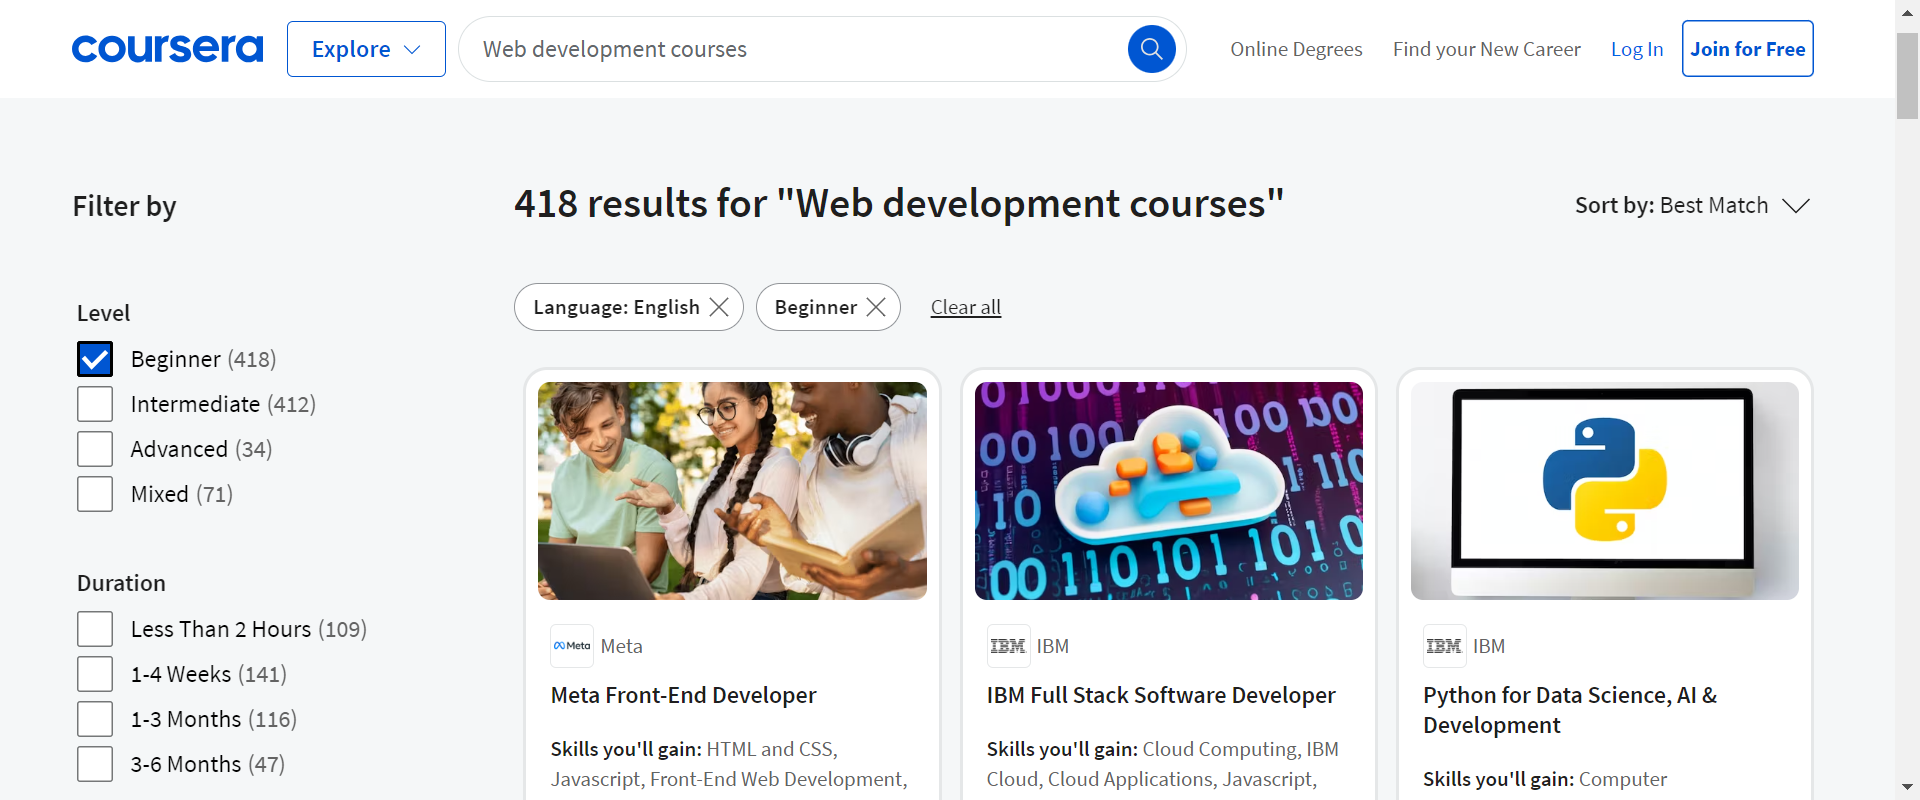 coursera
Explore
Web development courses
Online Degrees
Find your New Career
Log In
Join for Free
Filter by
418 results for "Web development courses"
Sort by: Best Match
Language: English
Beginner
Clear all
Level
Beginner (418)
Intermediate (412)
Advanced (34)
Mixed (71)
Duration
Less Than 2 Hours (109)
1-4 Weeks (141)
1-3 Months (116)
3-6 Months (47)
Meta
Meta
Meta Front-End Developer
Skills you'll gain: HTML and CSS,
Javascript, Front-End Web Development,
IBM
IBM
IBM Full Stack Software Developer
Skills you'll gain: Cloud Computing, IBM
Cloud, Cloud Applications, Javascript,
IBM
IBM
Python for Data Science, AI &
Development
Skills you'll gain: Computer